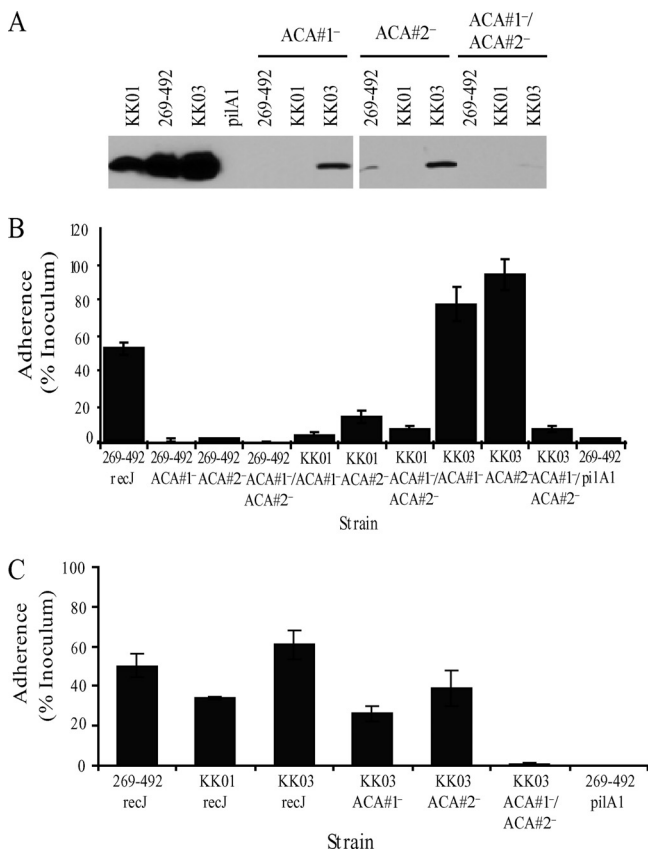 A
ACA#1⁻
ACA#2⁻
ACA#1⁻/
ACA#2⁻
KK01
269-492
KK03
pilA1
269-492
KK01
KK03
269-492
KK01
KK03
269-492
KK01
KK03
B
Adherence
(% Inoculum)
120
100
80
60
40
20
0
269-492
recJ
269-492
ACA#1⁻
269-492
ACA#2⁻
269-492
ACA#1⁻/
ACA#2⁻
KK01
ACA#1⁻
KK01
ACA#2⁻
KK01
ACA#1⁻/
ACA#2⁻
KK03
ACA#1⁻
KK03
ACA#2⁻
KK03
ACA#1⁻/
ACA#2⁻
269-492
pilA1
Strain
C
Adherence
(% Inoculum)
100
80
60
40
20
0
269-492
recJ
KK01
recJ
KK03
recJ
KK03
ACA#1⁻
KK03
ACA#2⁻
KK03
ACA#1⁻/
ACA#2⁻
269-492
pilA1
Strain